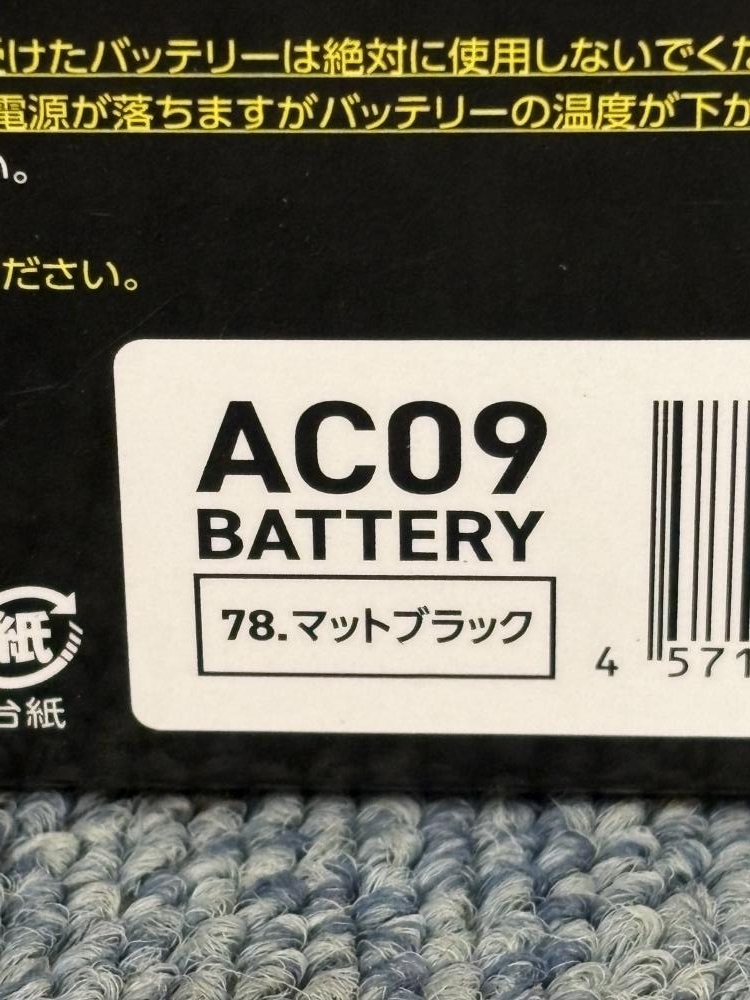 けたバッテリーは絶対に使用しないでくだ
電源が落ちますがバッテリーの温度が下か
い。
ださい。
AC09
BATTERY
78.マットブラック
4 571
紙
台紙